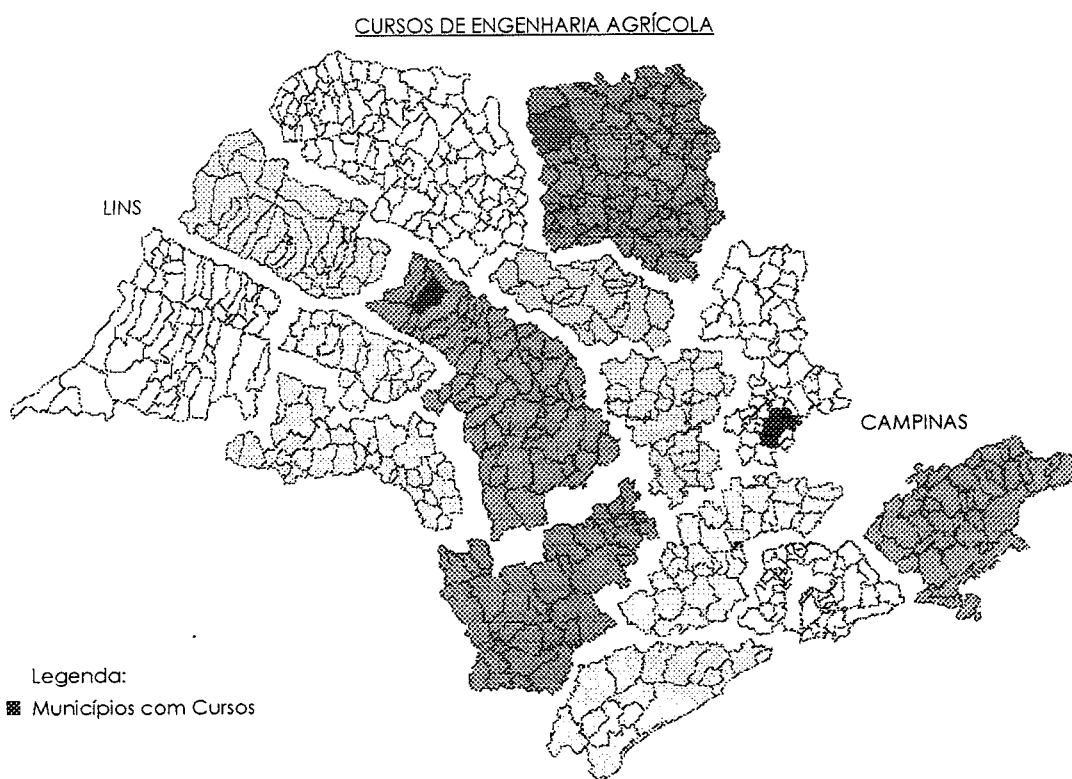 CURSOS DE ENGENHARIA AGRÍCOLA
LINS
CAMPINAS
Legenda:
Municípios com Cursos